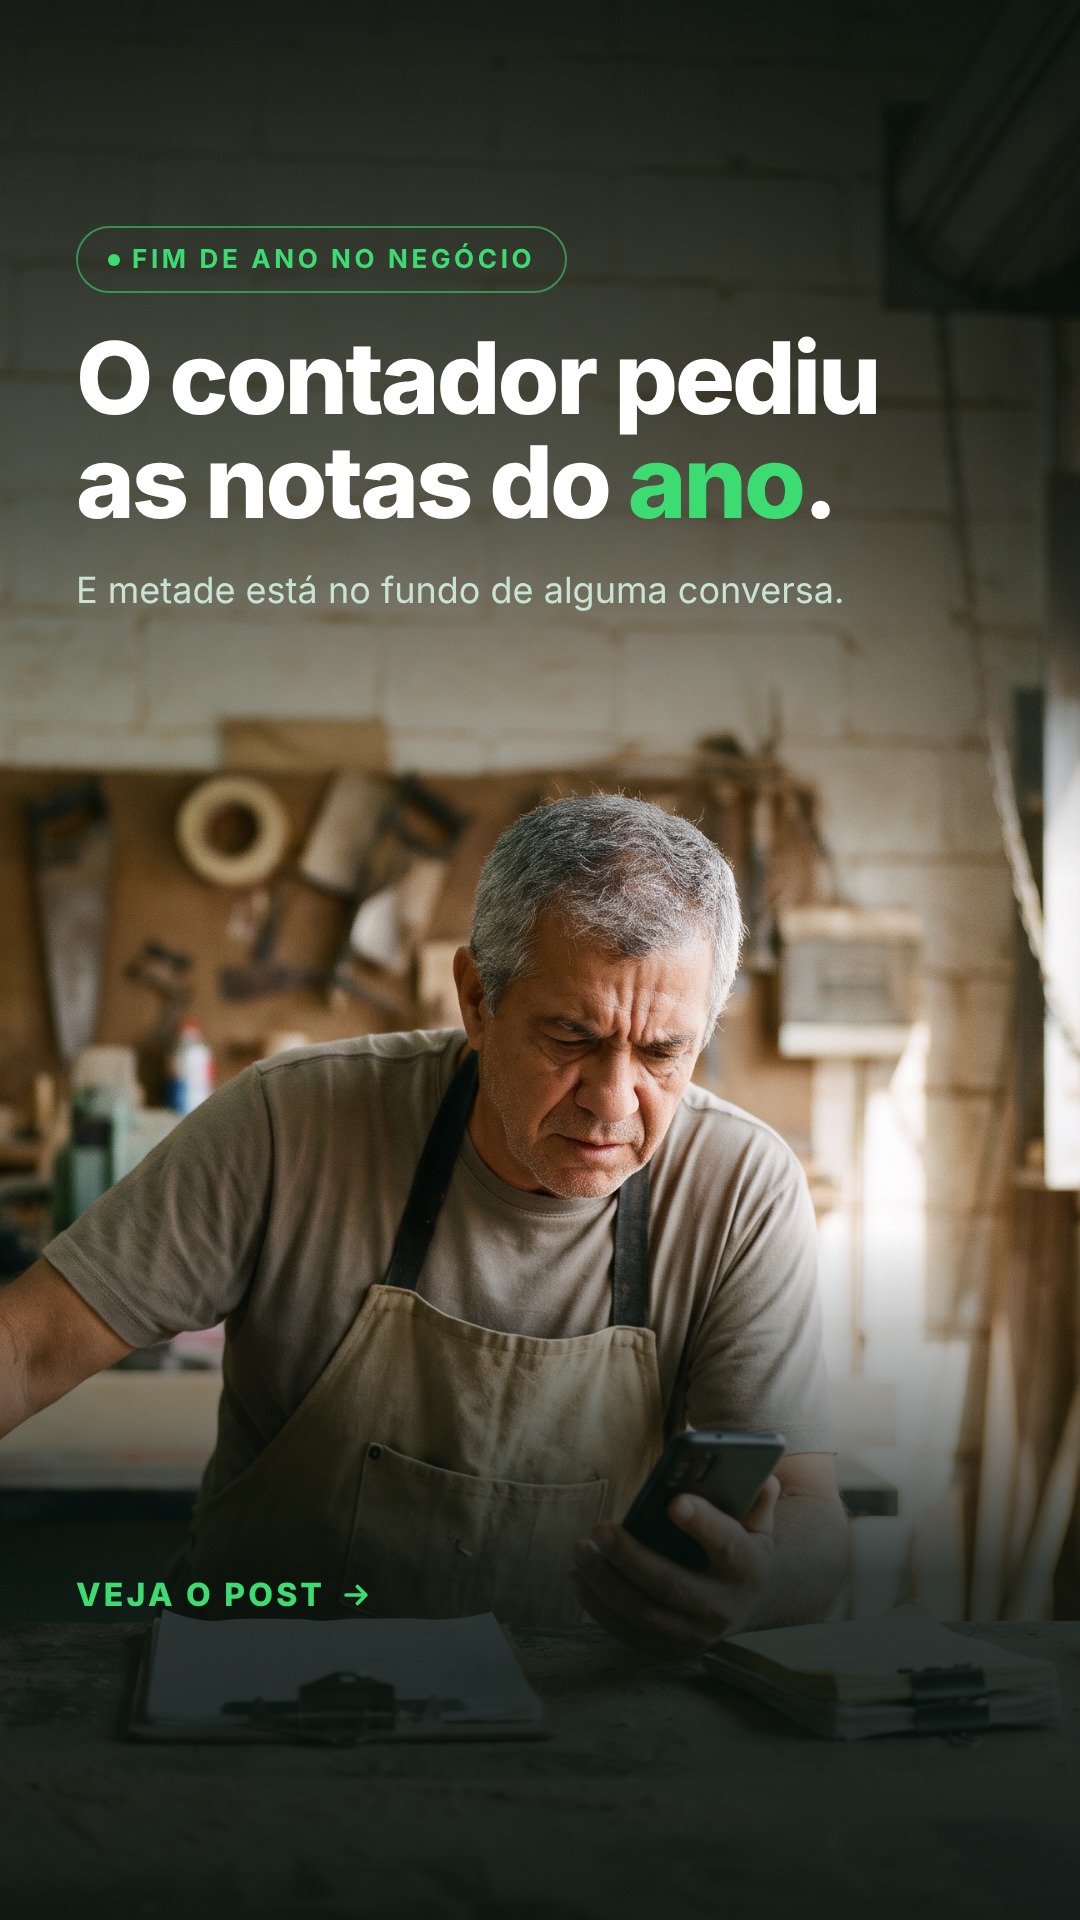 FIM DE ANO NO NEGÓCIO
O contador pediu
as notas do ano.
E metade está no fundo de alguma conversa.
VEJA O POST →